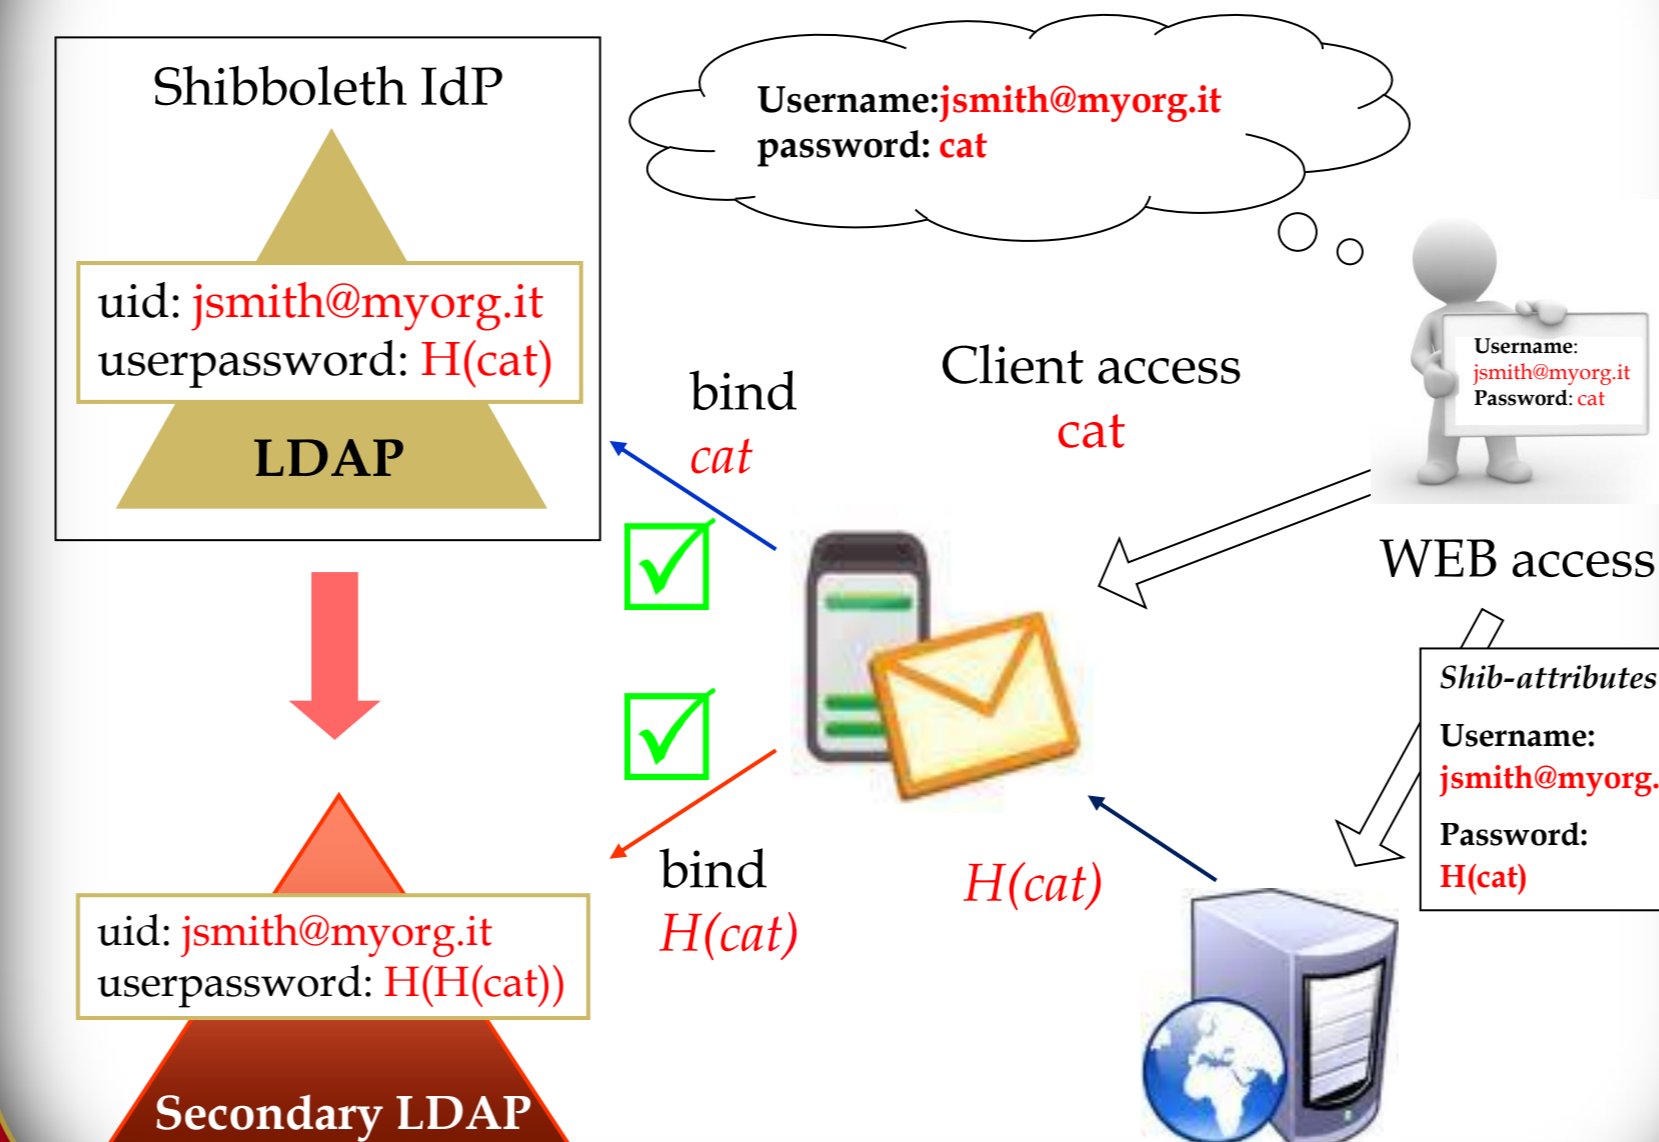 Shibboleth IdP
uid: jsmith@myorg.it
userpassword: H(cat)
LDAP
Username:jsmith@myorg.it
password: cat
Username:
jsmith@myorg.it
Password: cat
Client access
cat
bind
cat
WEB access
Shib-attributes
Username:
jsmith@myorg.
Password:
H(cat)
bind
H(cat)
H(cat)
uid: jsmith@myorg.it
userpassword: H(H(cat))
Secondary LDAP